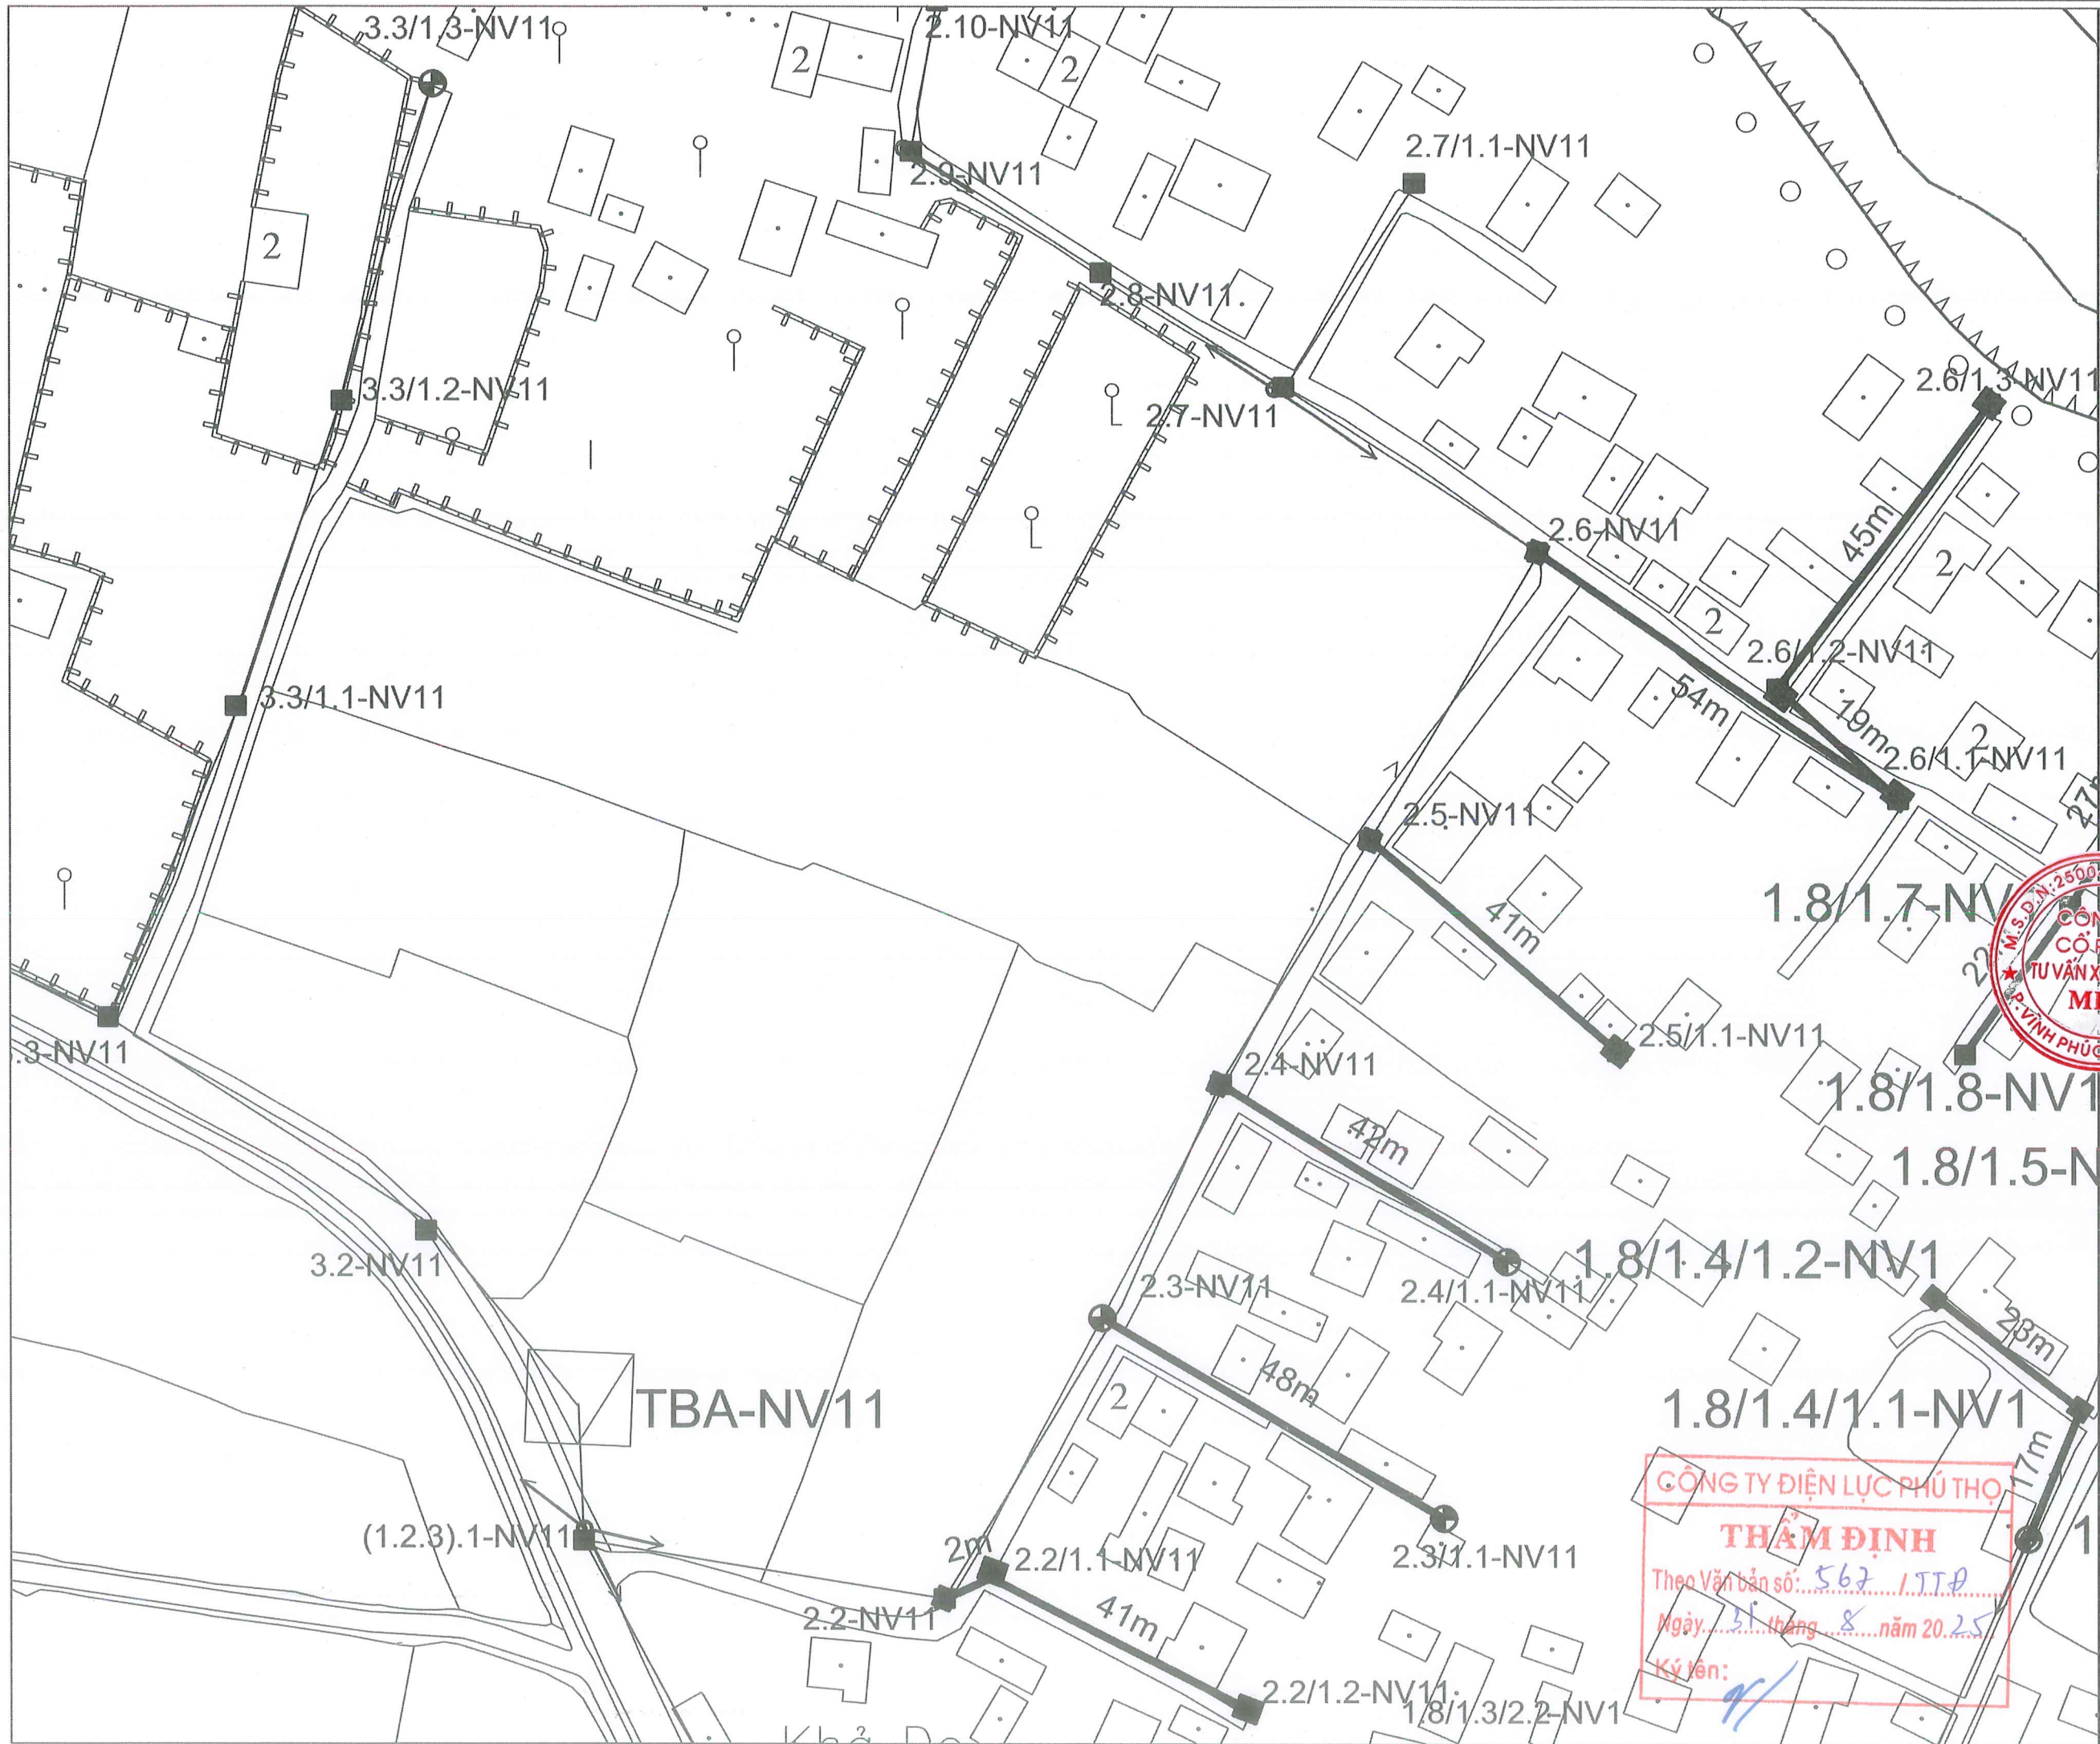 3.3/1.3-NV11
2.10-NV11
2
2
2.7/1.1-NV11
2.9-NV11
2
2.8-NV11
2.6/1.3-NV11
3.3/1.2-NV11
2.7-NV11
45m
2.6-NV11
2
2
2.6/1.2-NV11
3.3/1.1-NV11
54m
19m
2
2.6/1.1-NV11
2.5-NV11
1.8/1.7-NV
M.S.D.N:2500
CÔN
TƯ VẤN X
P. VĨNH PHÚC
41m
2.5/1.1-NV11
.3-NV11
2.4-NV11
1.8/1.8-NV1
42m
1.8/1.5-N
3.2-NV11
1.8/1.4/1.2-NV1
2.3-NV11
2.4/1.1-NV11
23m
48m
2
TBA-NV11
1.8/1.4/1.1-NV1
17m
CÔNG TY ĐIỆN LỰC PHÚ THỌ
THẨM ĐỊNH
(1.2.3).1-NV11
2m
2.2/1.1-NV11
2.3/1.1-NV11
1
Theo Văn bản số: 567 / TTĐ
2.2-NV11
41m
Ngày 31 tháng 8 năm 2025
Ký tên:
2.2/1.2-NV11
1.8/1.3/2.2-NV1